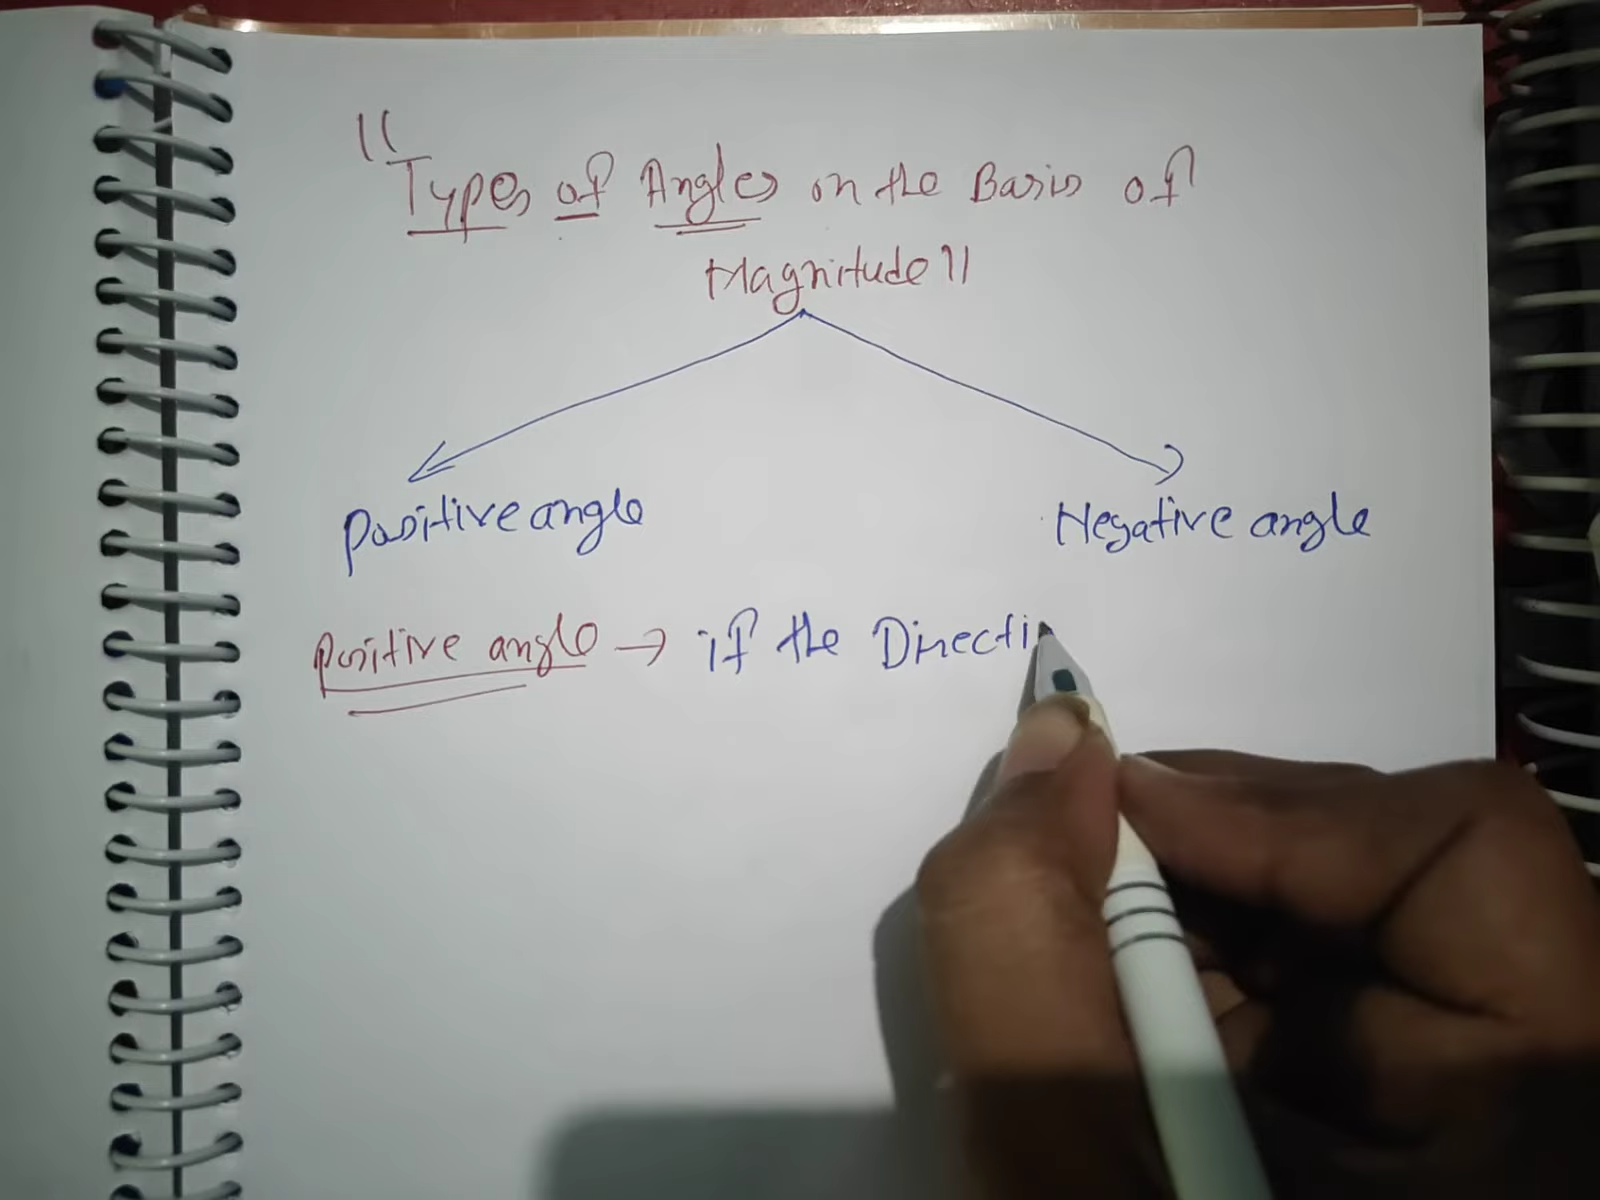 "Types of Angles on the Basis of
Magnitude"
Positive angle
Negative angle
Positive angle → if the Directi